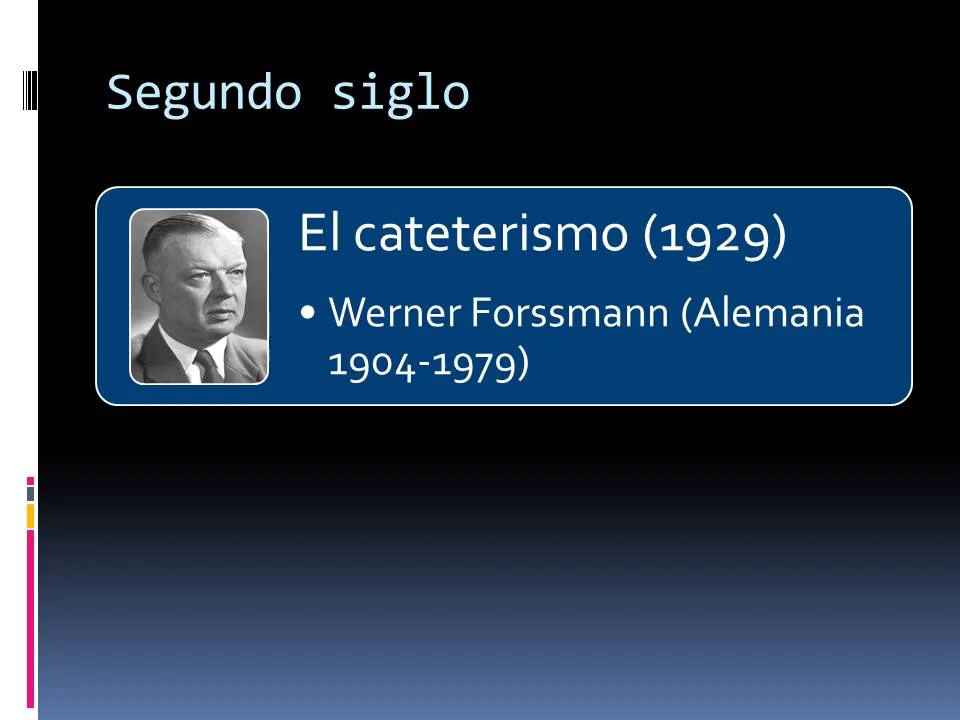 Segundo siglo
El cateterismo (1929)
• Werner Forssmann (Alemania
1904-1979)